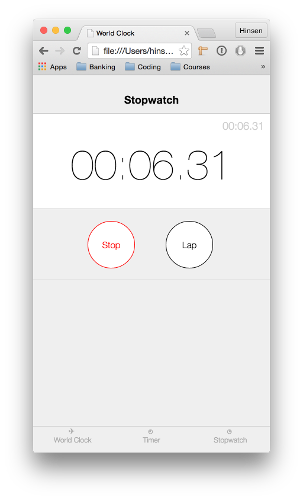 World Clock
Hinsen
file:///Users/hins...
Apps Banking Coding Courses »
Stopwatch
00:06.31
00:06.31
Stop Lap
World Clock Timer Stopwatch